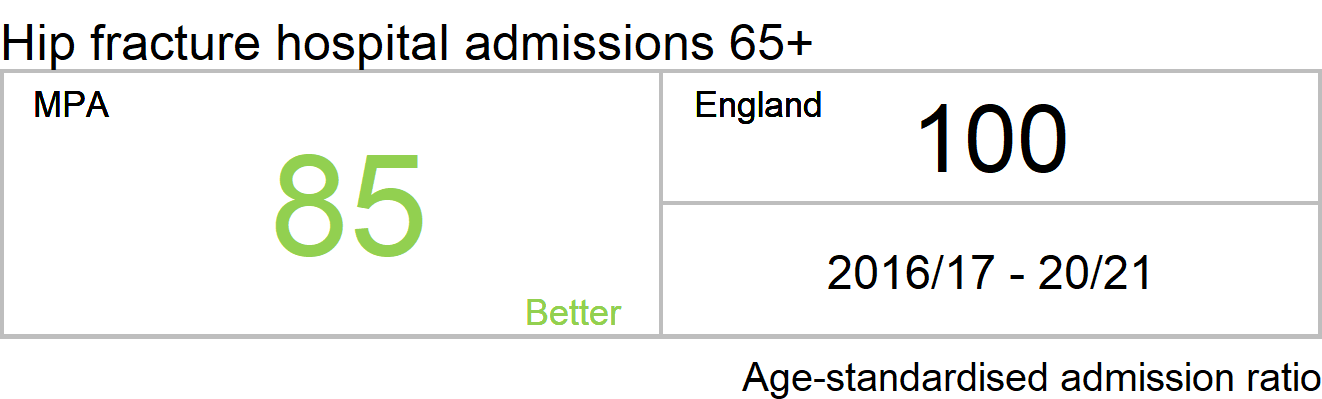 Hip fracture hospital admissions 65+
MPA
85
Better
England
100
2016/17 - 20/21
Age-standardised admission ratio